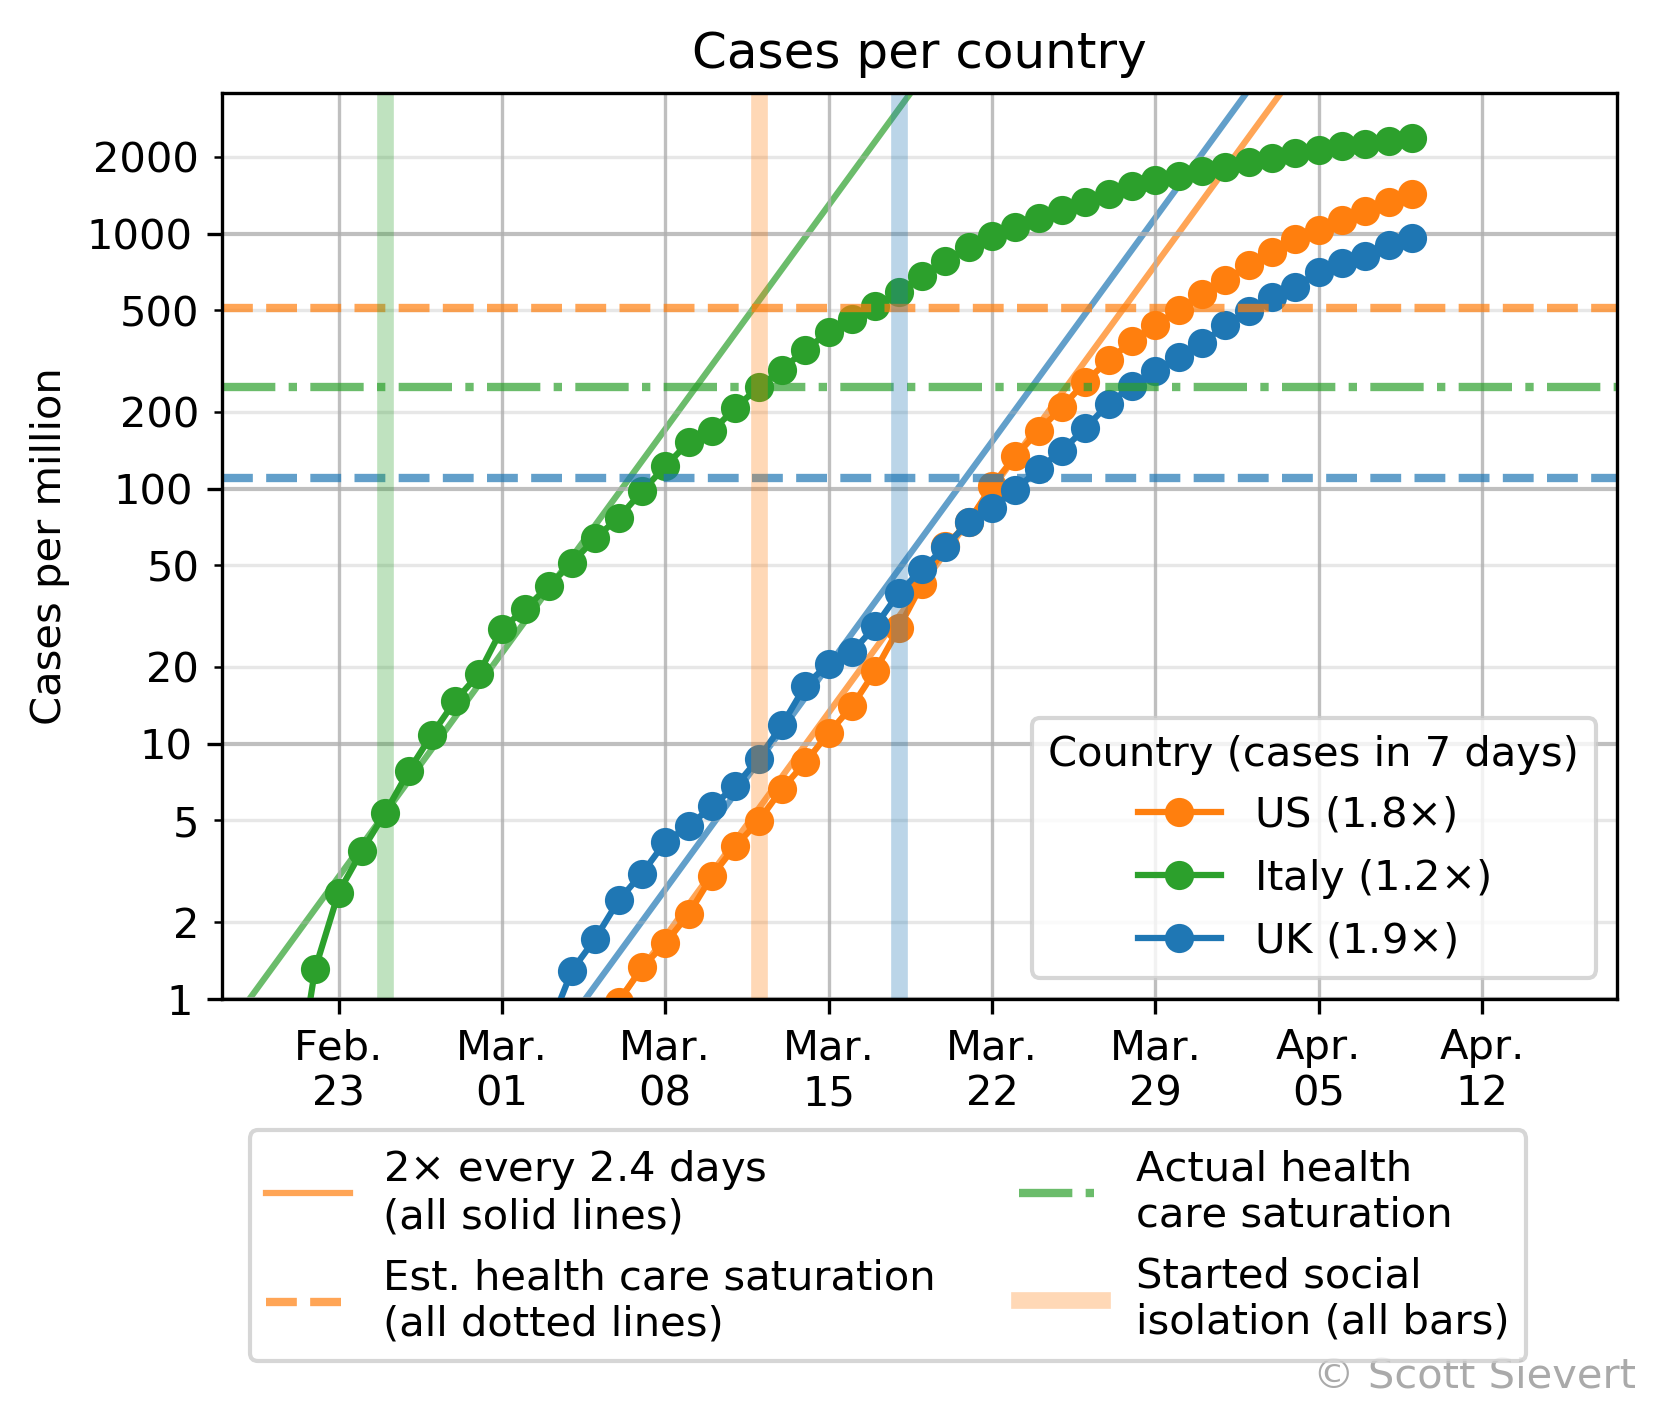 Cases per country
Cases per million
2000
1000
500
200
100
50
20
10
5
2
1
Country (cases in 7 days)
US (1.8×)
Italy (1.2×)
UK (1.9×)
Feb. 23
Mar. 01
Mar. 08
Mar. 15
Mar. 22
Mar. 29
Apr. 05
Apr. 12
2× every 2.4 days
(all solid lines)
Est. health care saturation
(all dotted lines)
Actual health
care saturation
Started social
isolation (all bars)
© Scott Sievert